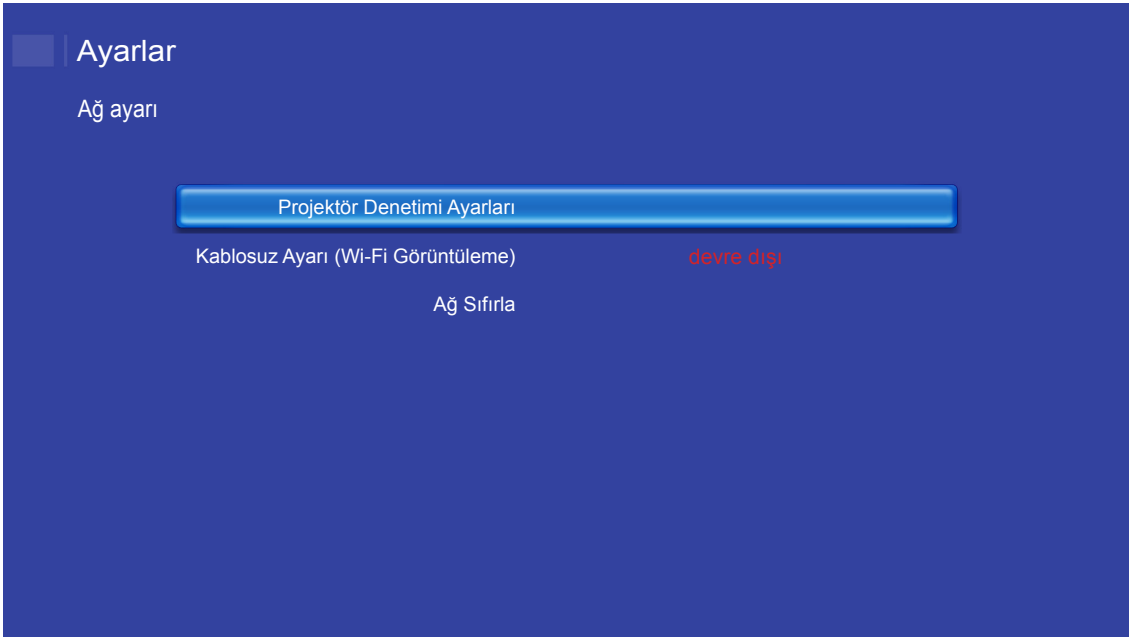 Ayarlar
Ağ ayarı
Projektör Denetimi Ayarları
Kablosuz Ayarı (Wi-Fi Görüntüleme) devre dışı
Ağ Sıfırla